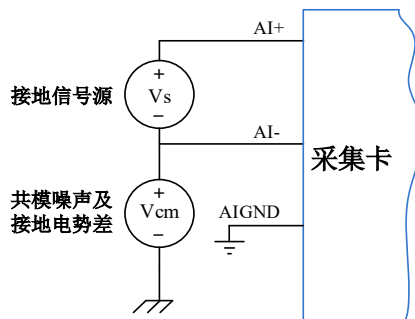 AI+
+
Vs
−
接地信号源
AI-
采集卡
共模噪声及
接地电势差
+
Vcm
−
AIGND